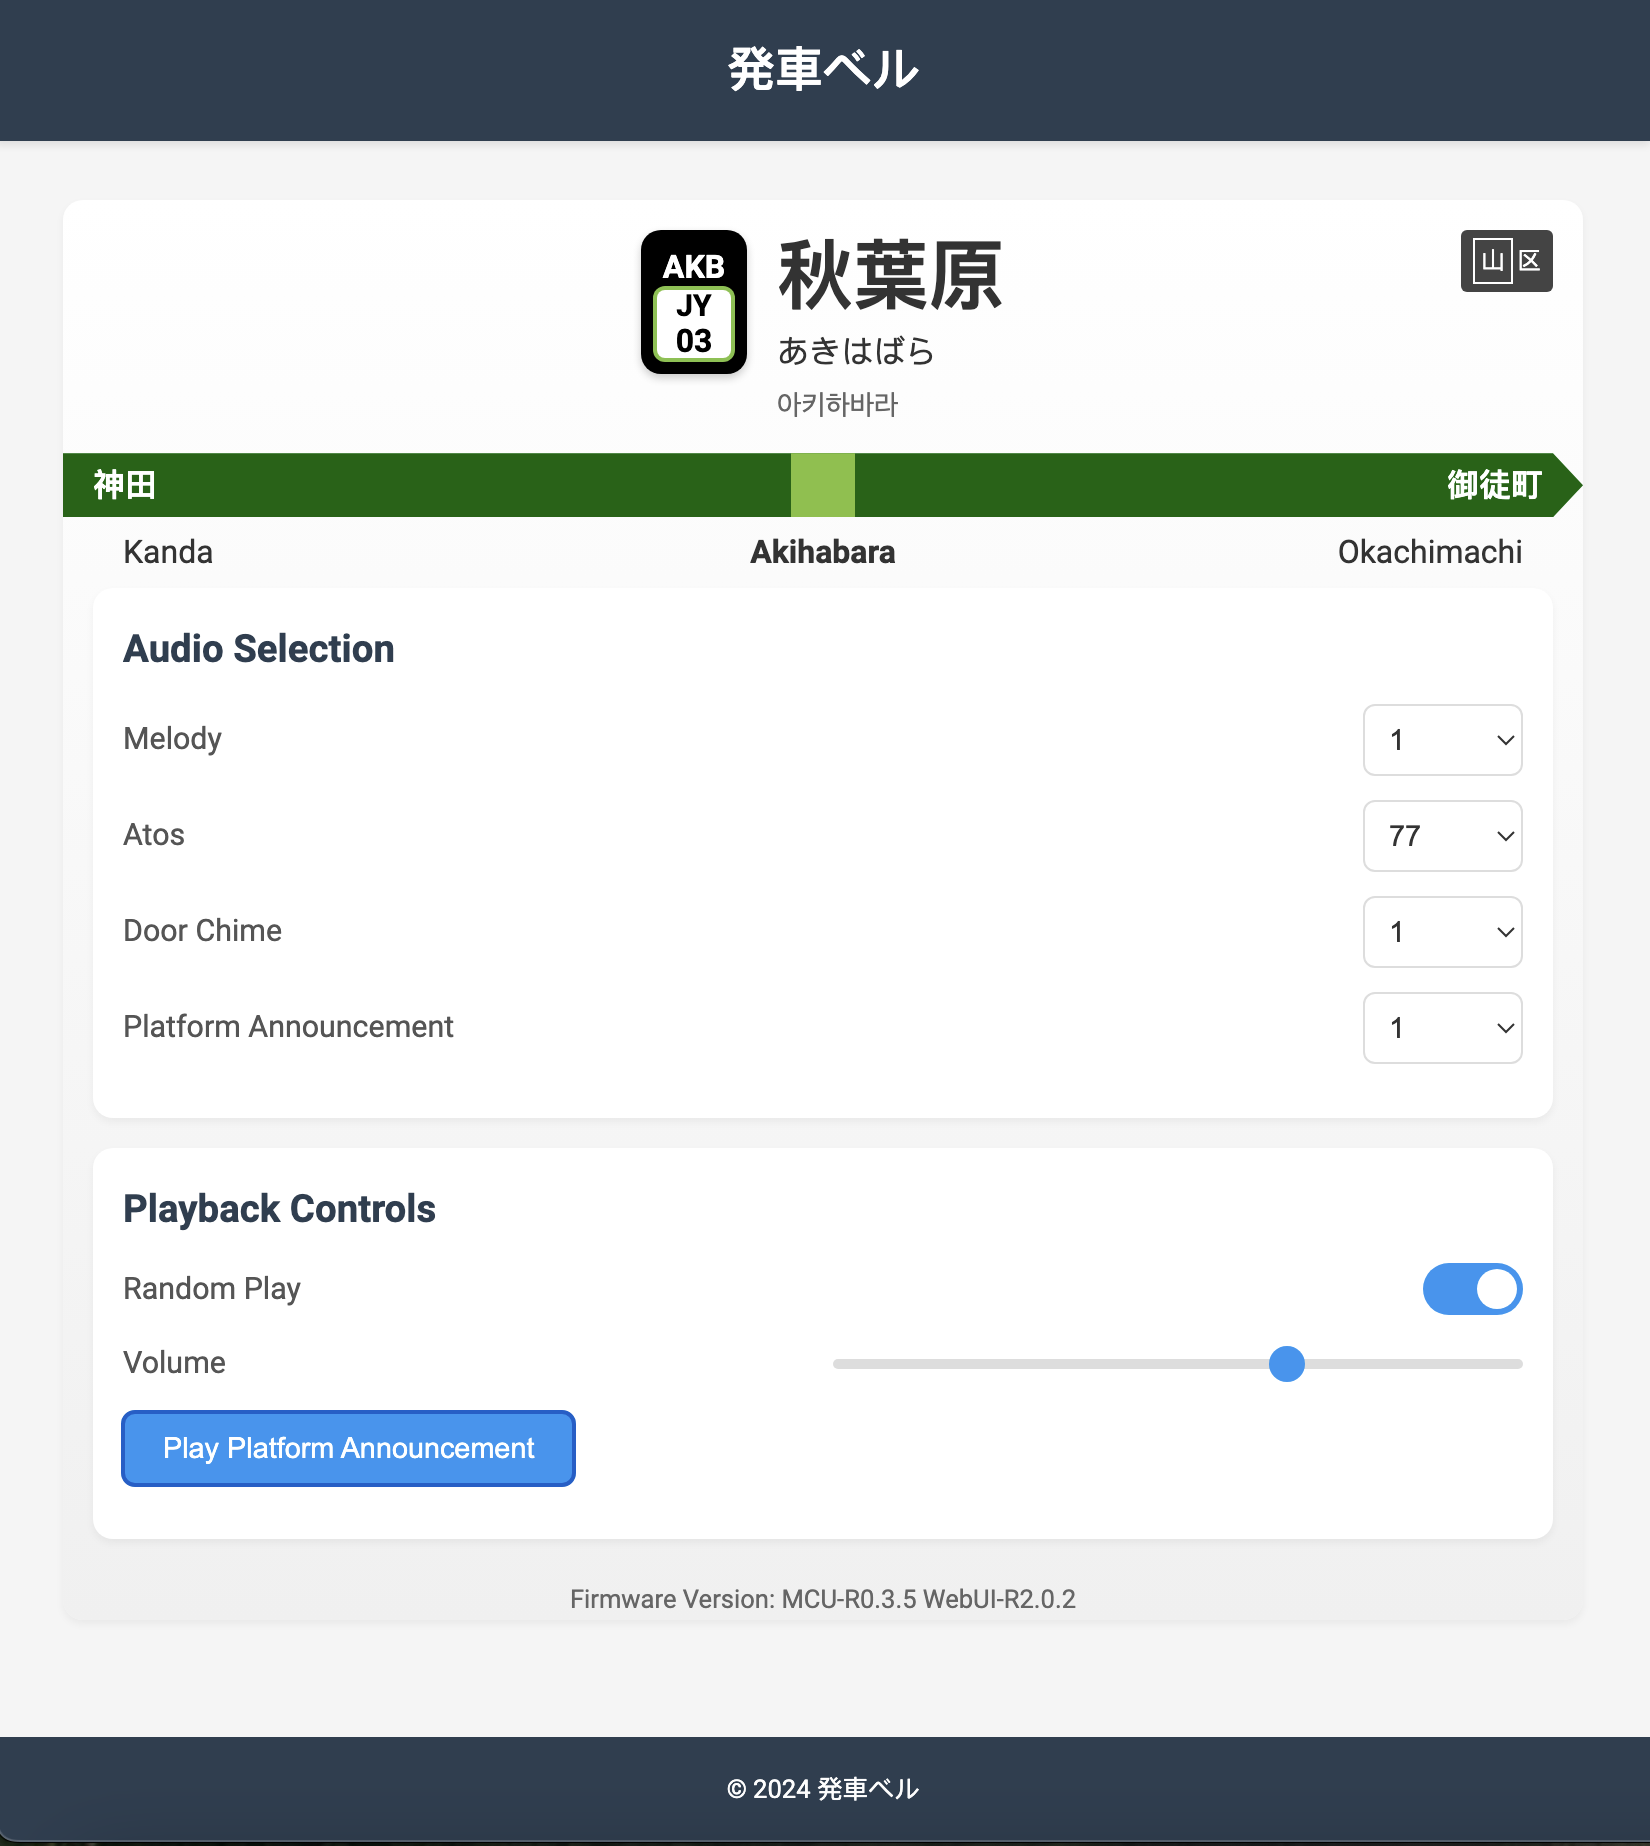 発車ベル
AKB
JY
03
秋葉原
あきはばら
아키하바라
山 区
神田
御徒町
Kanda
Akihabara
Okachimachi
Audio Selection
Melody
1
Atos
77
Door Chime
1
Platform Announcement
1
Playback Controls
Random Play
Volume
Play Platform Announcement
Firmware Version: MCU-R0.3.5 WebUI-R2.0.2
© 2024 発車ベル